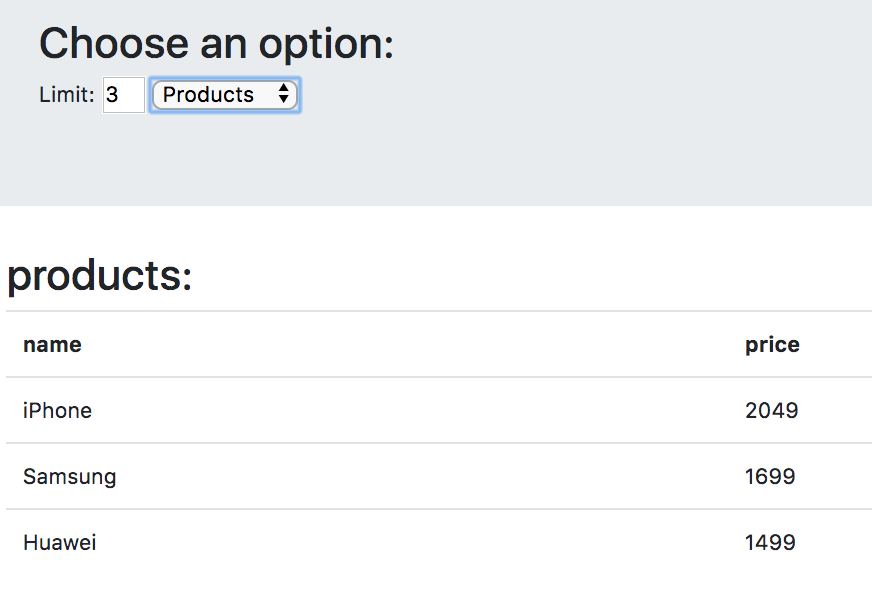 Choose an option:
Limit: 3 Products
products:
name price
iPhone 2049
Samsung 1699
Huawei 1499